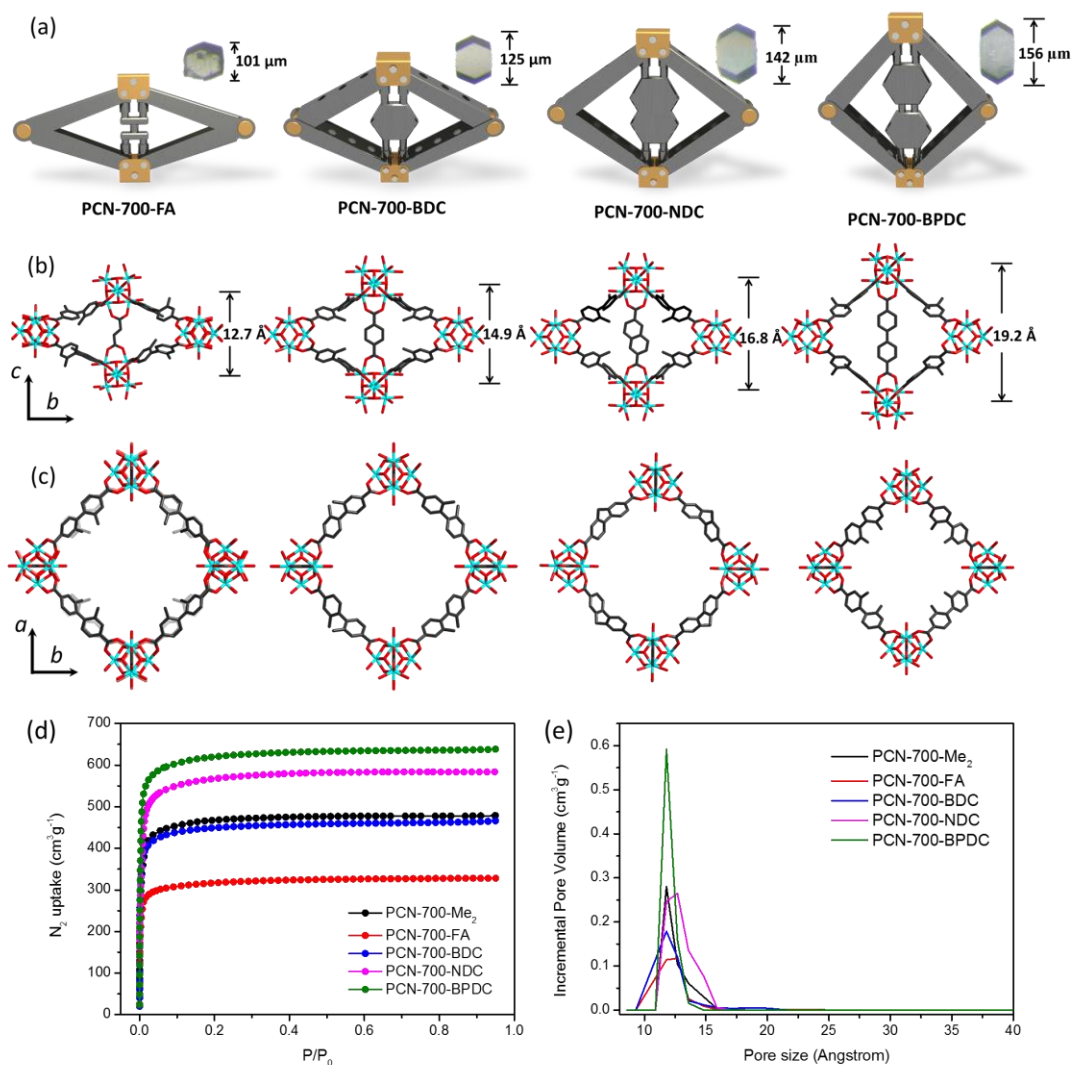 (a)
101 μm
125 μm
142 μm
156 μm
PCN-700-FA
PCN-700-BDC
PCN-700-NDC
PCN-700-BPDC
(b)
12.7 Å
14.9 Å
16.8 Å
19.2 Å
c
b
(c)
a
b
(d)
700
600
500
400
300
200
100
0
N₂ uptake (cm³g⁻¹)
PCN-700-Me₂
PCN-700-FA
PCN-700-BDC
PCN-700-NDC
PCN-700-BPDC
0.0 0.2 0.4 0.6 0.8 1.0
P/P₀
(e)
0.6
0.5
0.4
0.3
0.2
0.1
0.0
Incremental Pore Volume (cm³g⁻¹)
PCN-700-Me₂
PCN-700-FA
PCN-700-BDC
PCN-700-NDC
PCN-700-BPDC
10 15 20 25 30 35 40
Pore size (Angstrom)